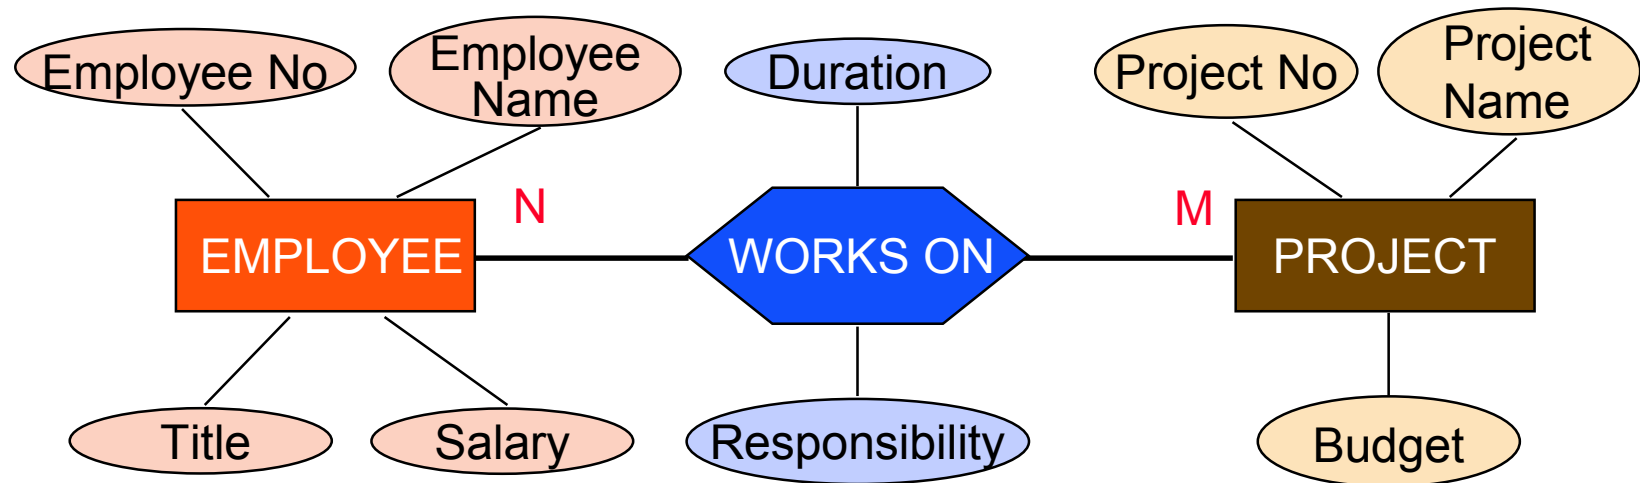 Employee No
Employee
Name
Duration
Project No
Project
Name
N
M
EMPLOYEE
WORKS ON
PROJECT
Title
Salary
Responsibility
Budget